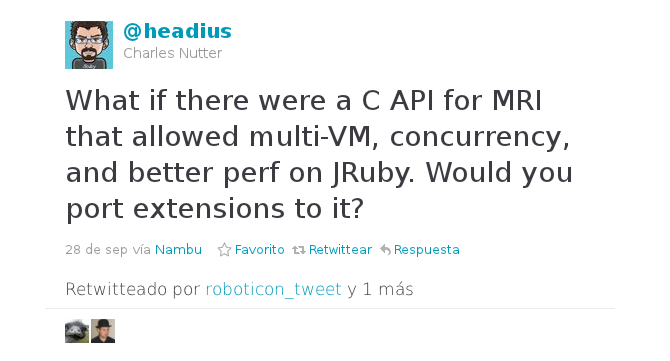 @headius
Charles Nutter
What if there were a C API for MRI
that allowed multi-VM, concurrency,
and better perf on JRuby. Would you
port extensions to it?
28 de sep vía Nambu Favorito Retwittear Respuesta
Retwitteado por roboticon_tweet y 1 más